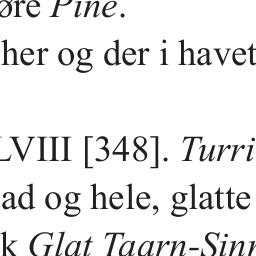 øre Pine.
her og der i havet
LVIII [348]. Turri
ad og hele, glatte
k Glat Taarn-Sinn